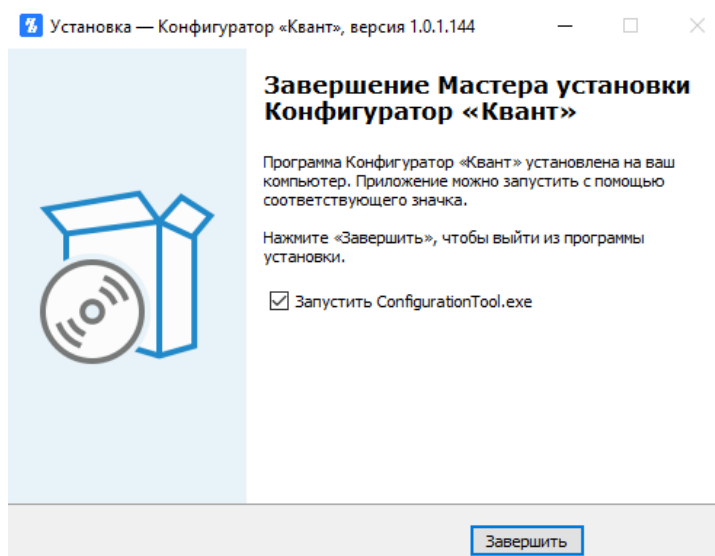 Установка — Конфигуратор «Квант», версия 1.0.1.144
Завершение Мастера установки
Конфигуратор «Квант»
Программа Конфигуратор «Квант» установлена на ваш
компьютер. Приложение можно запустить с помощью
соответствующего значка.
Нажмите «Завершить», чтобы выйти из программы
установки.
Запустить ConfigurationTool.exe
Завершить